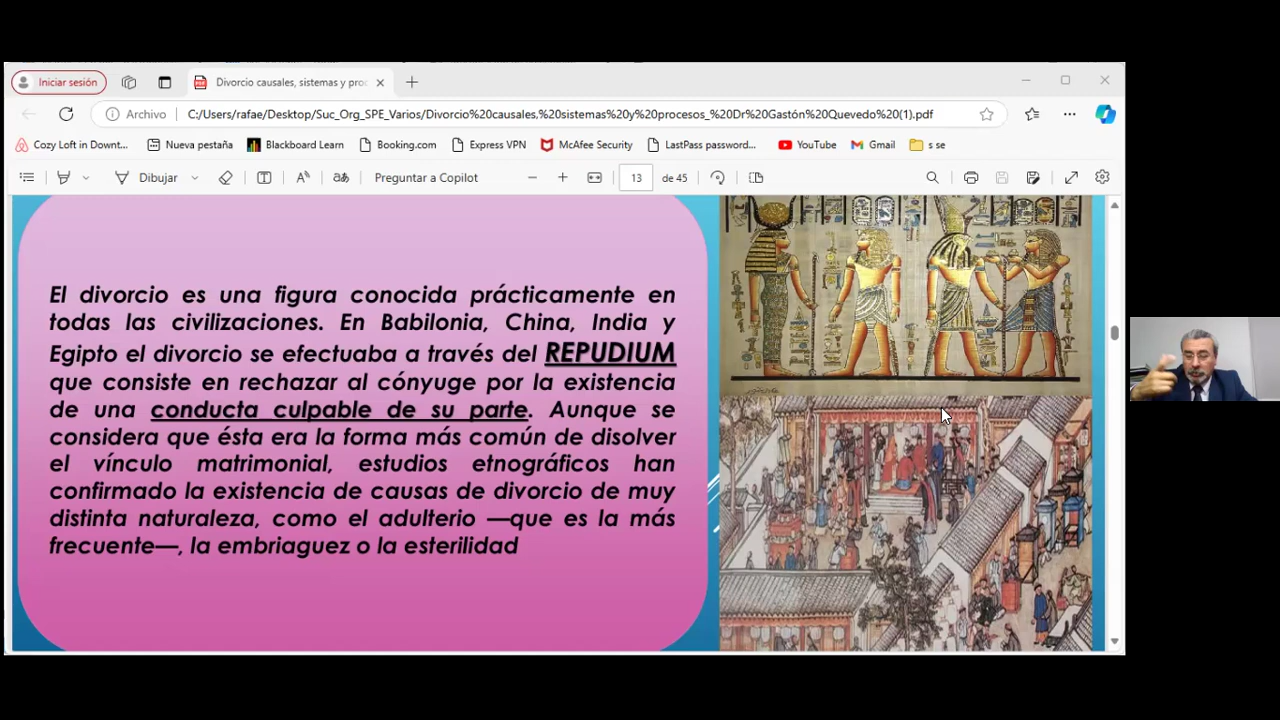 Iniciar sesión
Divorcio causales, sistemas y proc
Archivo
C:/Users/rafae/Desktop/Suc_Org_SPE_Varios/Divorcio%20causales,%20sistemas%20y%20procesos_%20Dr%20Gastón%20Quevedo%20(1).pdf
Cozy Loft in Downt... Nueva pestaña Blackboard Learn Booking.com Express VPN McAfee Security LastPass password... YouTube Gmail s se
Dibujar Preguntar a Copilot 13 de 45
El divorcio es una figura conocida prácticamente en
todas las civilizaciones. En Babilonia, China, India y
Egipto el divorcio se efectuaba a través del REPUDIUM
que consiste en rechazar al cónyuge por la existencia
de una conducta culpable de su parte. Aunque se
considera que ésta era la forma más común de disolver
el vínculo matrimonial, estudios etnográficos han
confirmado la existencia de causas de divorcio de muy
distinta naturaleza, como el adulterio —que es la más
frecuente—, la embriaguez o la esterilidad